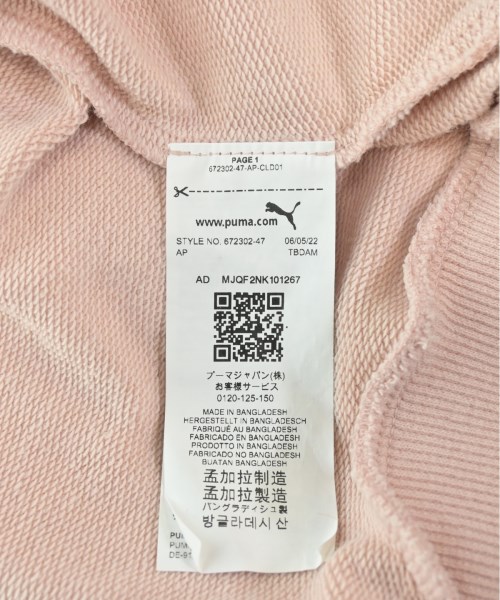 PAGE 1
672302-47-AP-CLD01
www.puma.com
STYLE NO. 672302-47 06/05/22
AP TBDAM
AD MJQF2NK101267
プーマジャパン(株)
お客様サービス
0120-125-150
MADE IN BANGLADESH
HERGESTELLT IN BANGLADESCH
FABRIQUÉ AU BANGLADESH
FABRICADO EN BANGLADESH
PRODOTTO IN BANGLADESH
FABRICADO NO BANGLADESH
BUATAN BANGLADESH
孟加拉制造
孟加拉製造
バングラディシュ製
방글라데시 산
PU
PUM
DE-9